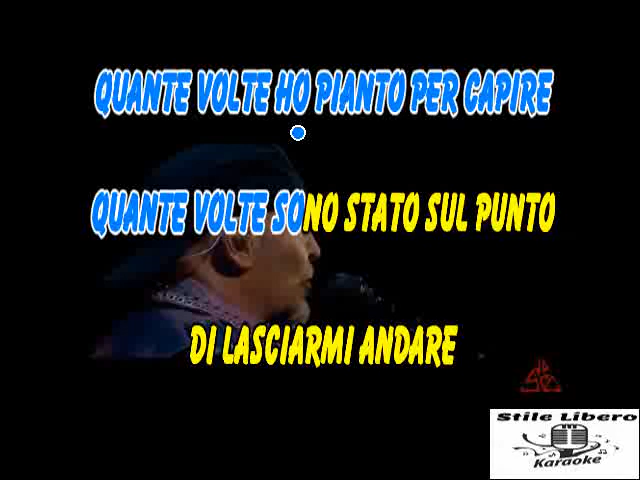 QUANTE VOLTE HO PIANTO PER CAPIRE
QUANTE VOLTE SONO STATO SUL PUNTO
DI LASCIARMI ANDARE
Stile Libero
Karaoke